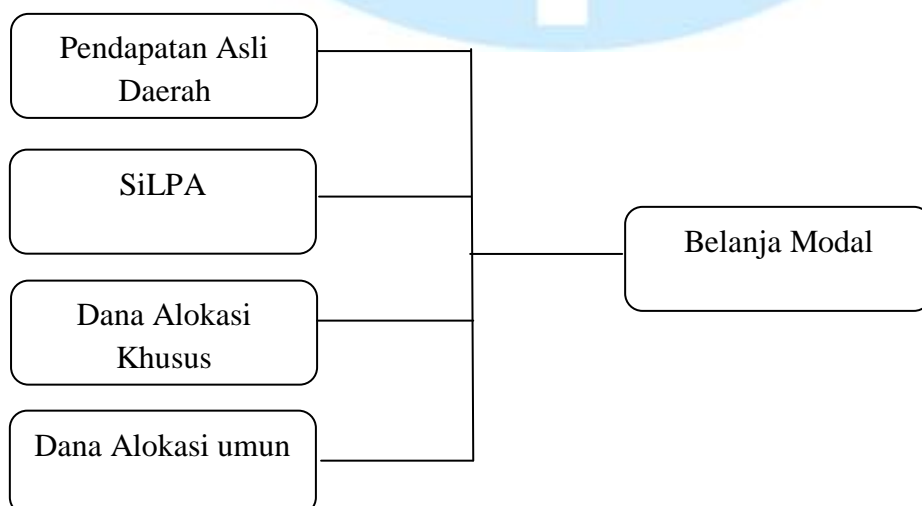 Pendapatan Asli
Daerah
SiLPA
Belanja Modal
Dana Alokasi
Khusus
Dana Alokasi umun